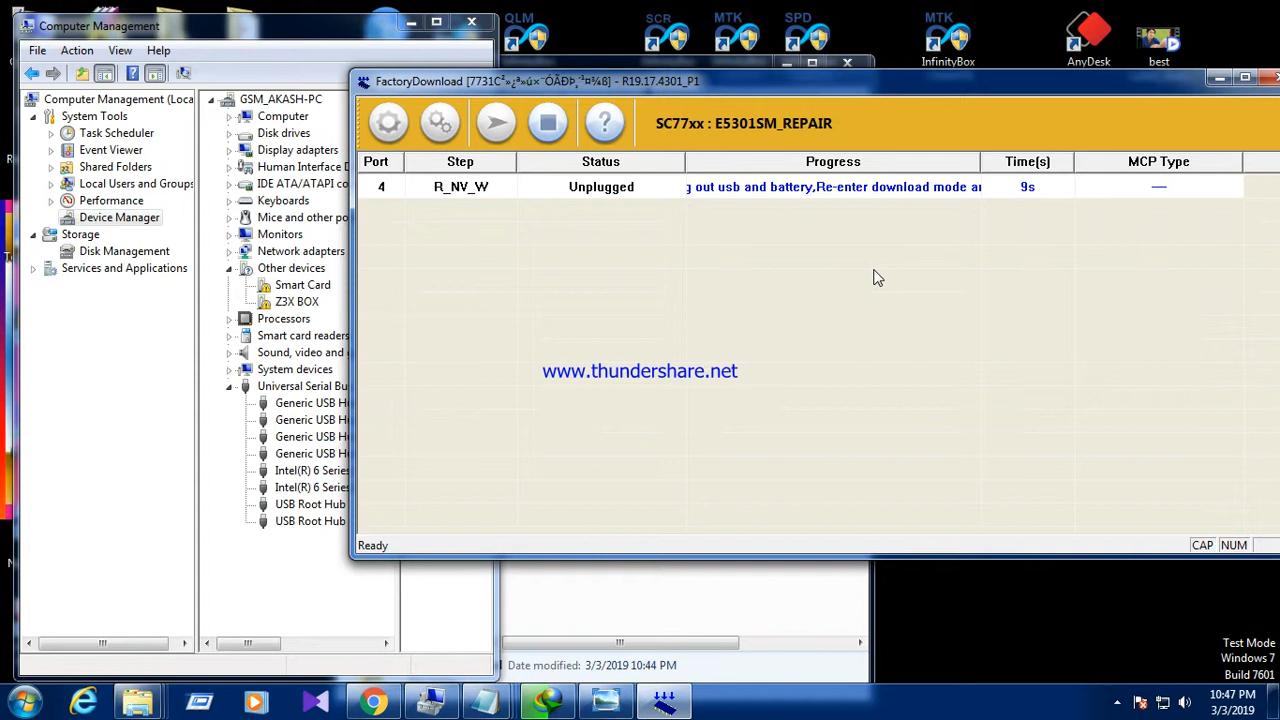 QLM
SCR
MTK
SPD
MTK
InfinityBox
AnyDesk
best
Computer Management
File Action View Help
Computer Management (Loca
System Tools
Task Scheduler
Event Viewer
Shared Folders
Local Users and Groups
Performance
Device Manager
Storage
Disk Management
Services and Applications
GSM_AKASH-PC
Computer
Disk drives
Display adapters
Human Interface D
IDE ATA/ATAPI co
Keyboards
Mice and other po
Monitors
Network adapters
Other devices
Smart Card
Z3X BOX
Processors
Smart card readers
Sound, video and g
System devices
Universal Serial Bu
Generic USB H
Generic USB H
Generic USB H
Generic USB H
Intel(R) 6 Series
Intel(R) 6 Series
USB Root Hub
USB Root Hub
SC77xx : E5301SM_REPAIR
Port Step Status Progress Time(s) MCP Type
4 R_NV_W Unplugged g out usb and battery,Re-enter download mode a 9s —
www.thundershare.net
Ready
CAP NUM
Date modified: 3/3/2019 10:44 PM
Test Mode
Windows 7
Build 7601
10:47 PM
3/3/2019